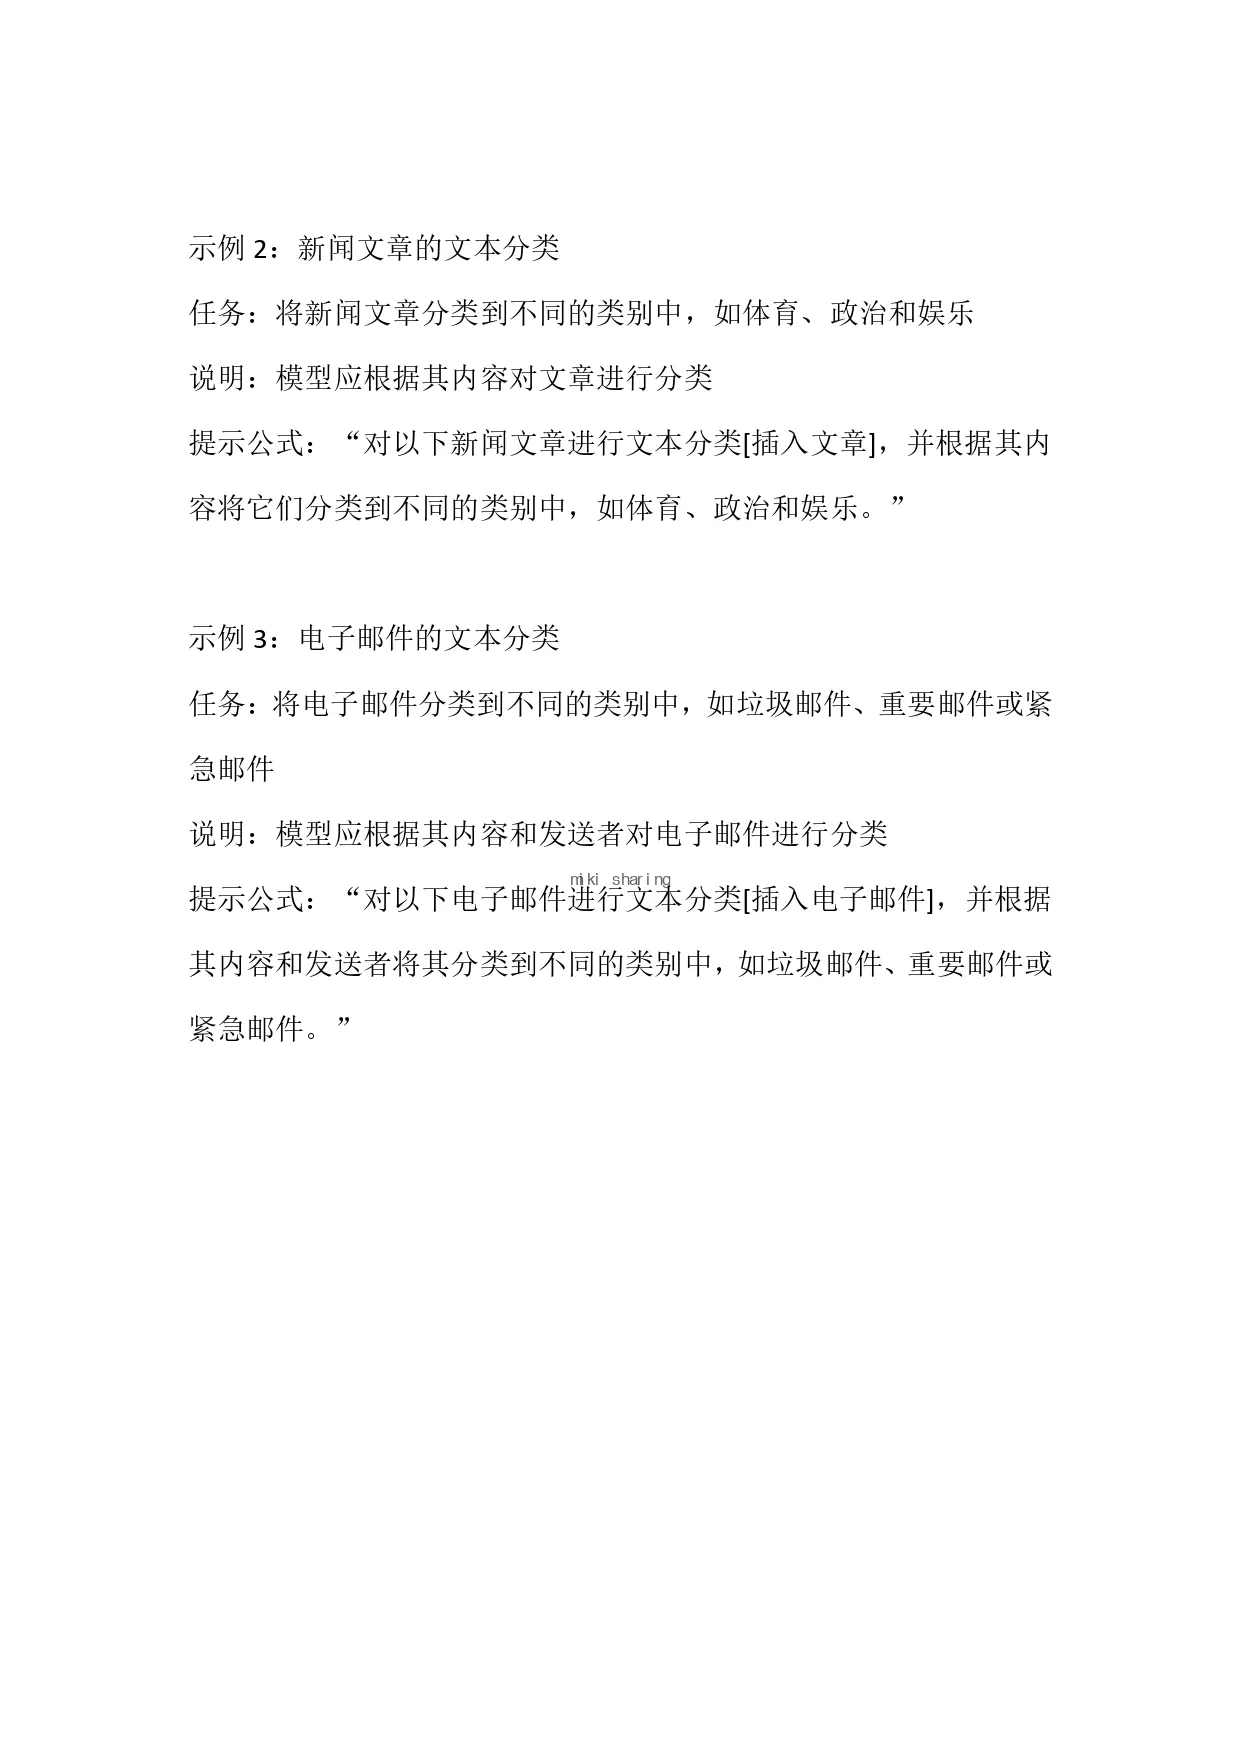 示例 2：新闻文章的文本分类
任务：将新闻文章分类到不同的类别中，如体育、政治和娱乐
说明：模型应根据其内容对文章进行分类
提示公式：“对以下新闻文章进行文本分类[插入文章]，并根据其内
容将它们分类到不同的类别中，如体育、政治和娱乐。”
示例 3：电子邮件的文本分类
任务：将电子邮件分类到不同的类别中，如垃圾邮件、重要邮件或紧
急邮件
说明：模型应根据其内容和发送者对电子邮件进行分类
miki sharing
提示公式：“对以下电子邮件进行文本分类[插入电子邮件]，并根据
其内容和发送者将其分类到不同的类别中，如垃圾邮件、重要邮件或
紧急邮件。”